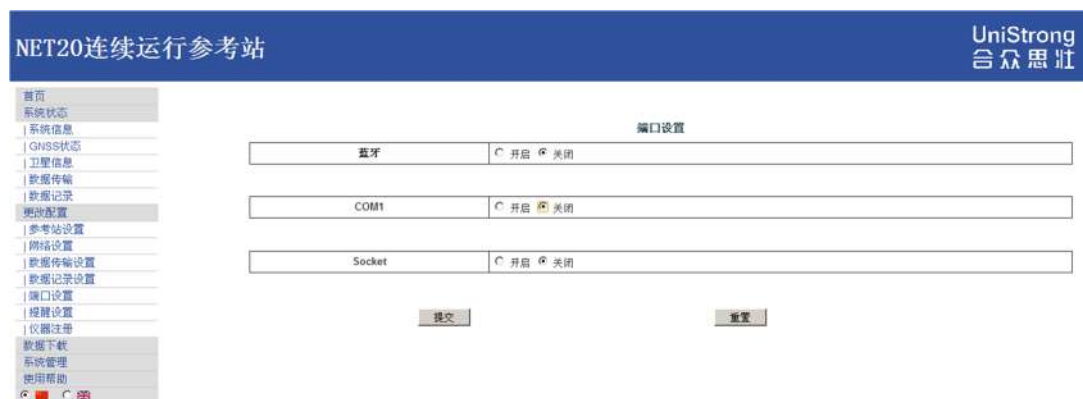 NET20连续运行参考站
UniStrong
合众思壮
首页
系统状态
|系统信息
|GNSS状态
|卫星信息
|数据传输
|数据记录
更改配置
|参考站设置
|网络设置
|数据传输设置
|数据记录设置
|端口设置
|提醒设置
|仪器注册
数据下载
系统管理
使用帮助
端口设置
蓝牙 开启 关闭
COM1 开启 关闭
Socket 开启 关闭
提交 重置